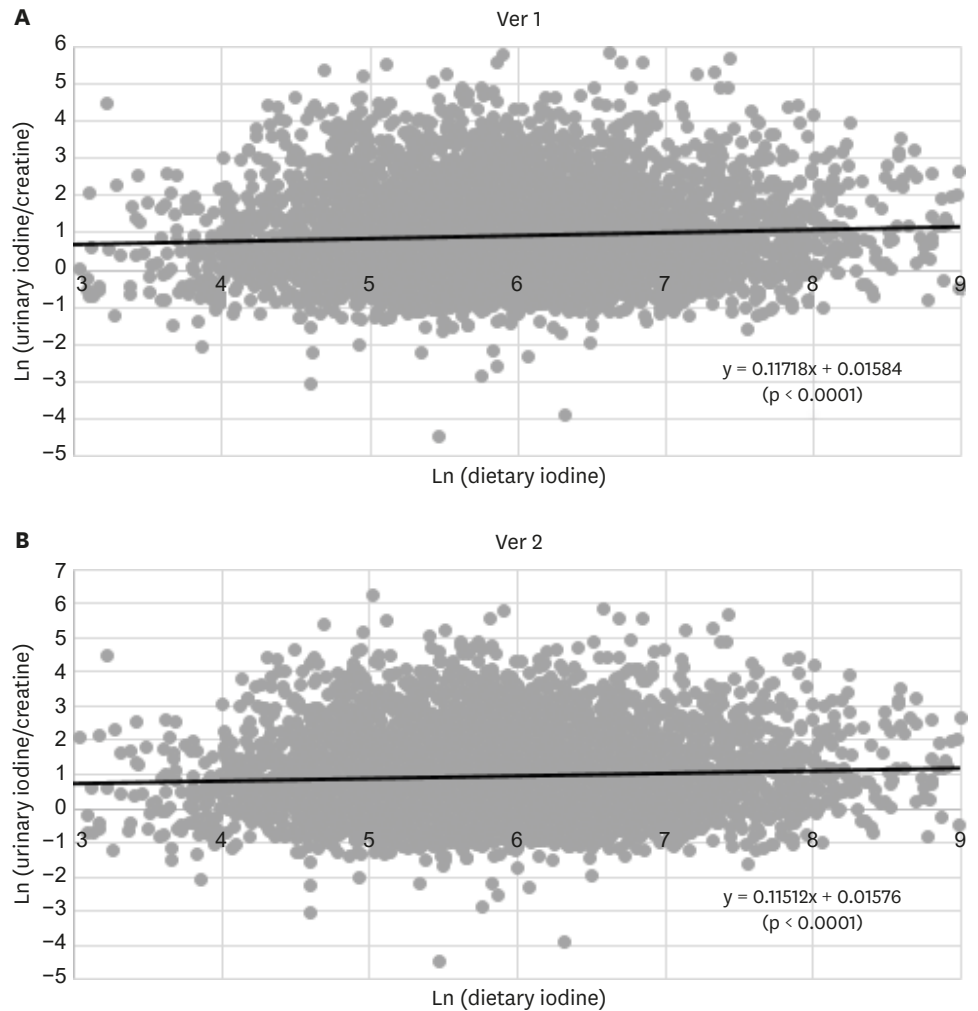 A
Ver 1
6
5
4
3
2
1
0
−1
−2
−3
−4
−5
3 4 5 6 7 8 9
Ln (urinary iodine/creatine)
y = 0.11718x + 0.01584
(p < 0.0001)
Ln (dietary iodine)
B
Ver 2
7
6
5
4
3
2
1
0
−1
−2
−3
−4
−5
3 4 5 6 7 8 9
Ln (urinary iodine/creatine)
y = 0.11512x + 0.01576
(p < 0.0001)
Ln (dietary iodine)